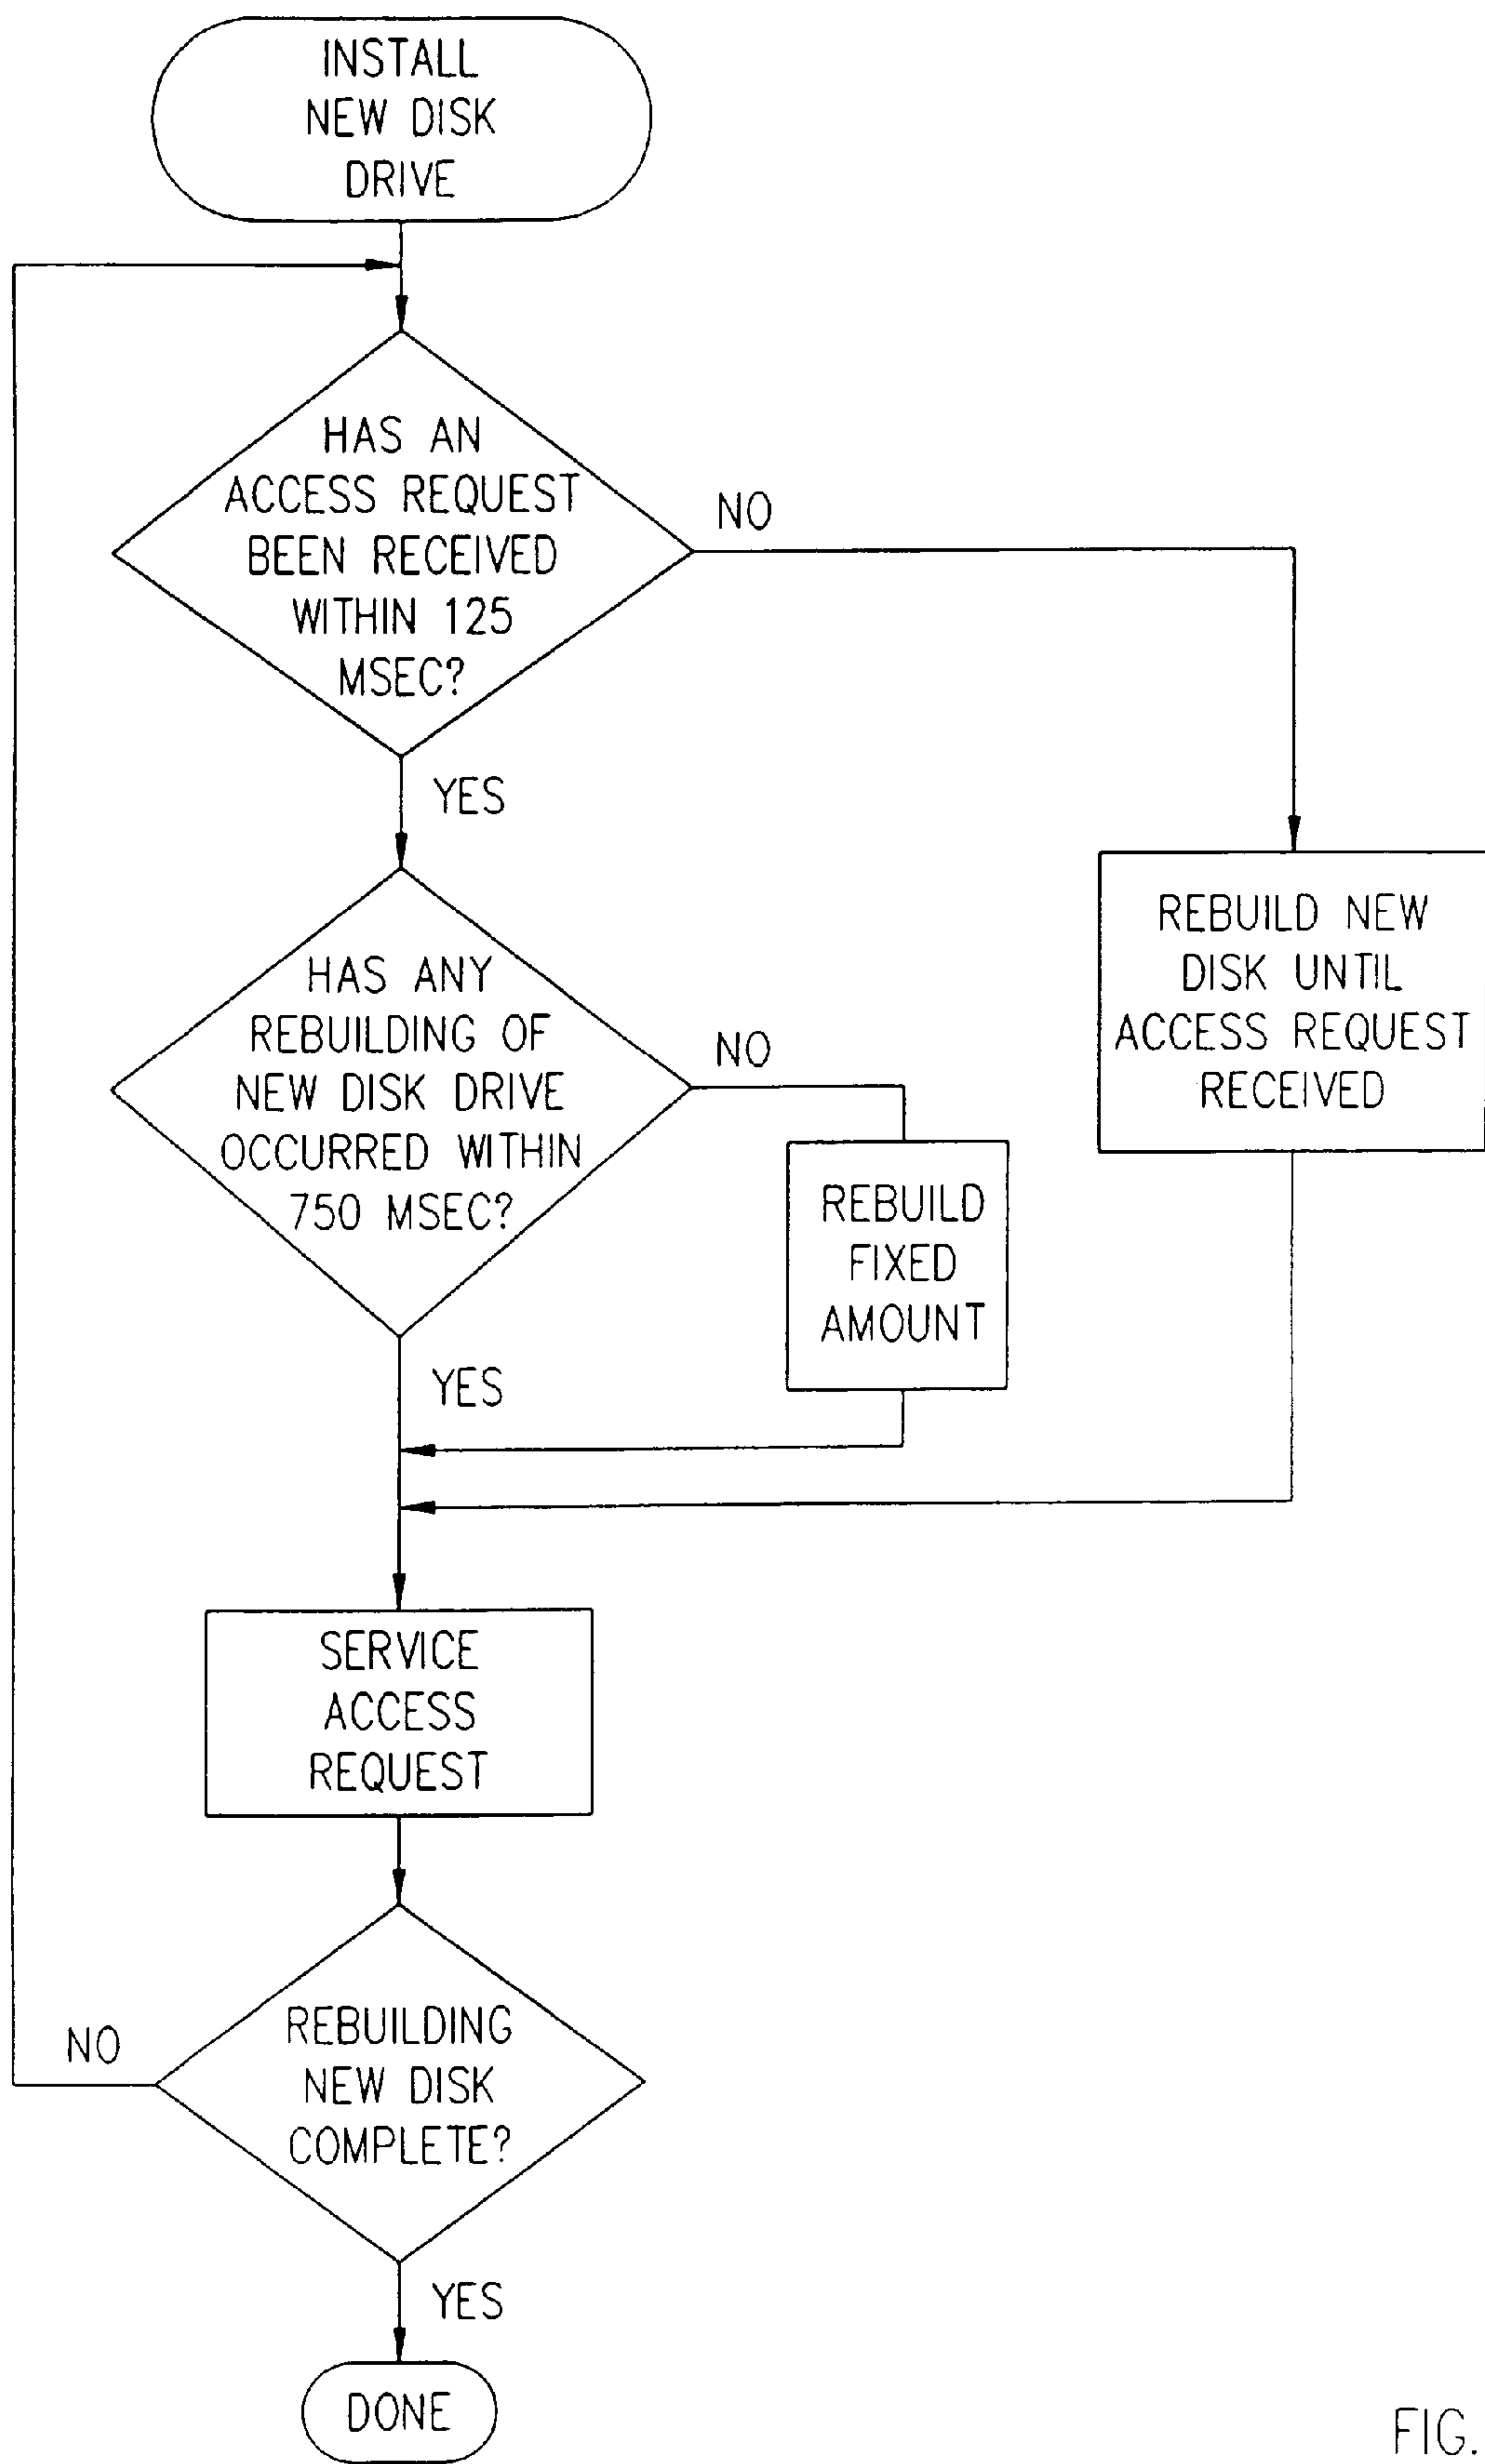 INSTALL
NEW DISK
DRIVE
HAS AN
ACCESS REQUEST
BEEN RECEIVED
WITHIN 125
MSEC?
NO
YES
HAS ANY
REBUILDING OF
NEW DISK DRIVE
OCCURRED WITHIN
750 MSEC?
NO
REBUILD
FIXED
AMOUNT
REBUILD NEW
DISK UNTIL
ACCESS REQUEST
RECEIVED
YES
SERVICE
ACCESS
REQUEST
REBUILDING
NEW DISK
COMPLETE?
NO
YES
DONE
FIG.